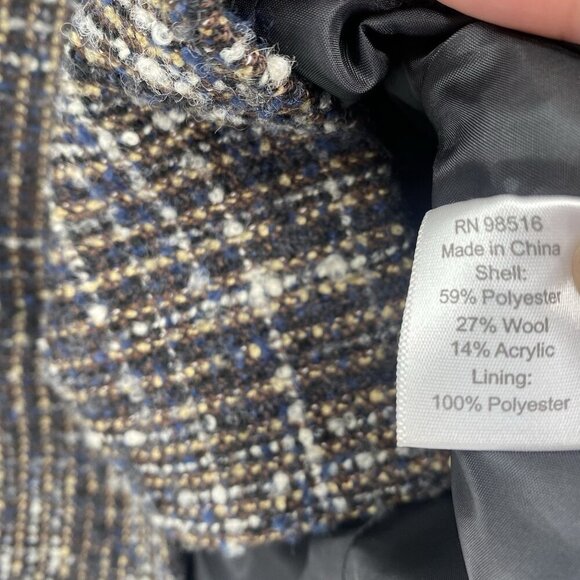 RN 98516
Made in China
Shell:
59% Polyester
27% Wool
14% Acrylic
Lining:
100% Polyester